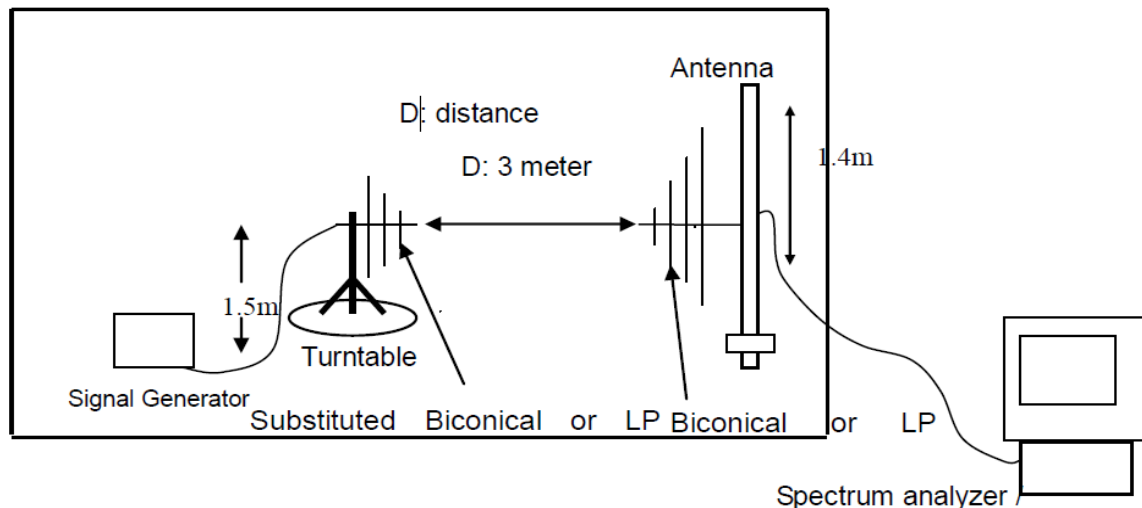 Antenna
D: distance
D: 3 meter
1.4m
1.5m
Turntable
Signal Generator
Substituted Biconical or LP
Biconical or LP
Spectrum analyzer /